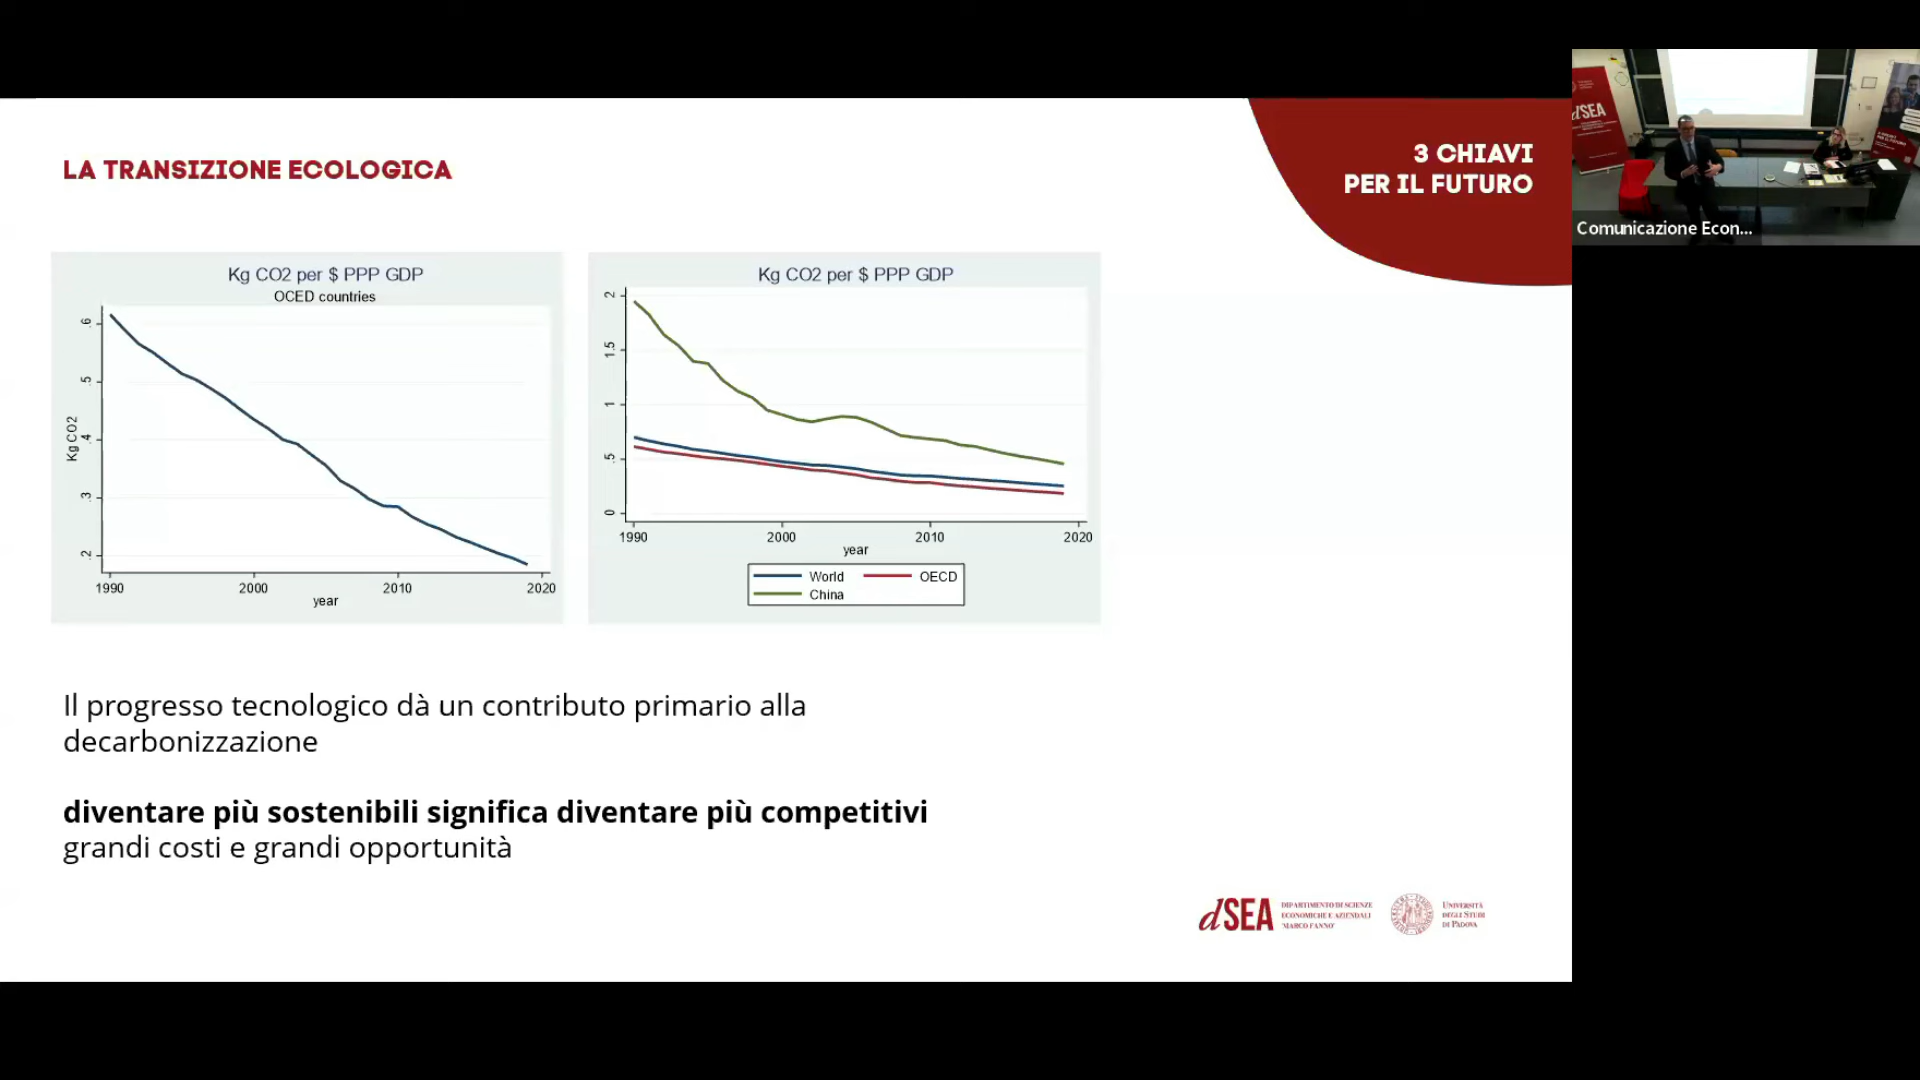 LA TRANSIZIONE ECOLOGICA
3 CHIAVI
PER IL FUTURO
Kg CO2 per $ PPP GDP
OCED countries
Kg CO2
.6
.5
.4
.3
.2
1990
2000
2010
2020
year
Kg CO2 per $ PPP GDP
2
1.5
1
.5
0
1990
2000
2010
2020
year
World
OECD
China
Il progresso tecnologico dà un contributo primario alla
decarbonizzazione
diventare più sostenibili significa diventare più competitivi
grandi costi e grandi opportunità
dSEA
DIPARTIMENTO DI SCIENZE
ECONOMICHE E AZIENDALI
'MARCO FANNO'
UNIVERSITÀ
DEGLI STUDI
DI PADOVA
dSEA
Comunicazione Econ...